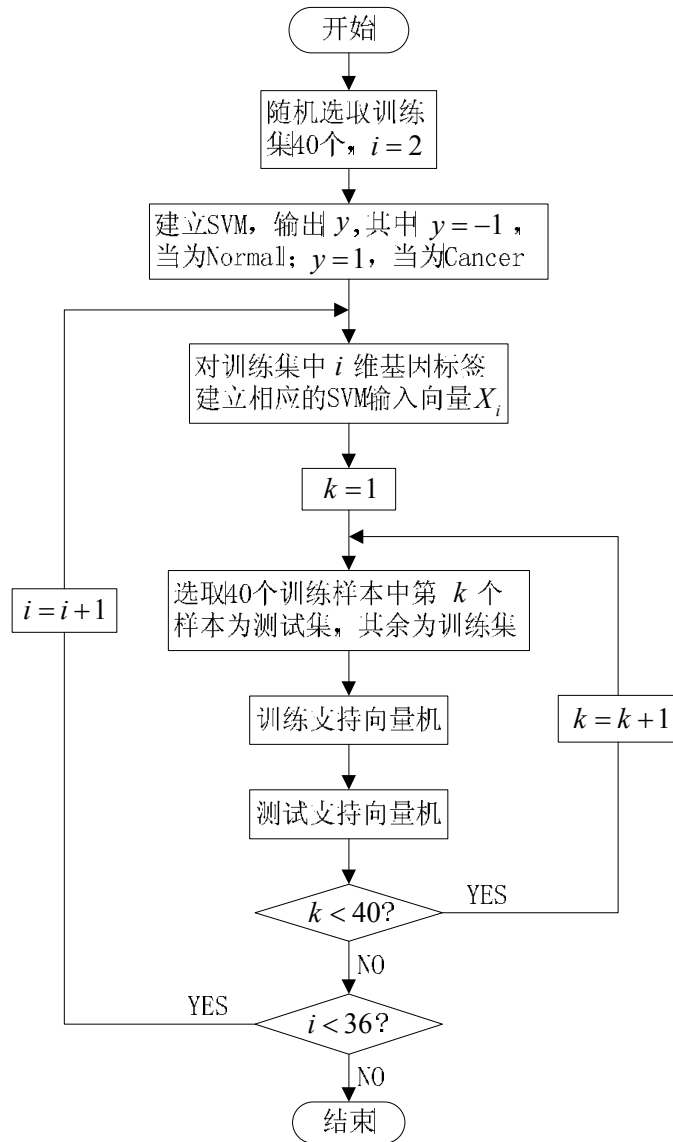 开始
随机选取训练
集40个，i=2
建立SVM，输出 y,其中 y=-1，
当为Normal；y=1，当为Cancer
对训练集中 i 维基因标签
建立相应的SVM输入向量X_i
k=1
选取40个训练样本中第 k 个
样本为测试集，其余为训练集
i=i+1
训练支持向量机
k=k+1
测试支持向量机
k<40?
YES
NO
YES
i<36?
NO
结束